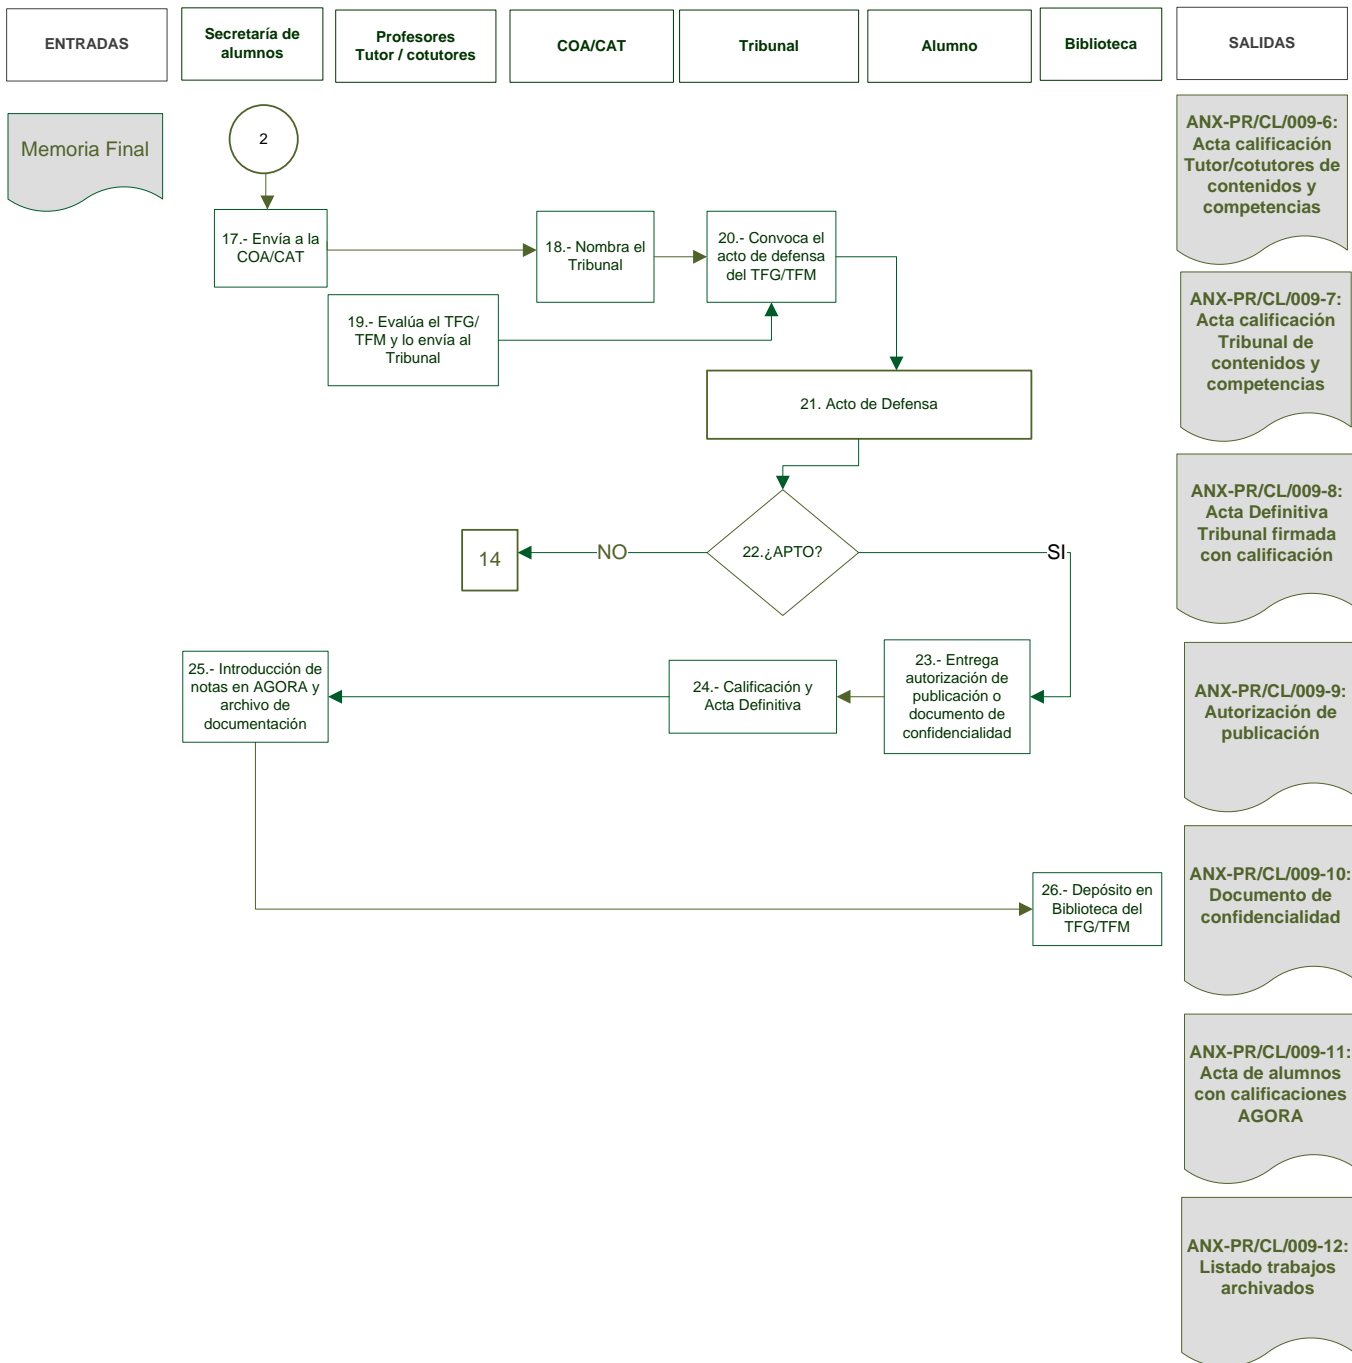 ENTRADAS
Secretaría de
alumnos
Profesores
Tutor / cotutores
COA/CAT
Tribunal
Alumno
Biblioteca
SALIDAS
Memoria Final
2
17.- Envía a la
COA/CAT
18.- Nombra el
Tribunal
20.- Convoca el
acto de defensa
del TFG/TFM
19.- Evalúa el TFG/
TFM y lo envía al
Tribunal
21. Acto de Defensa
22.¿APTO?
NO
SI
14
23.- Entrega
autorización de
publicación o
documento de
confidencialidad
24.- Calificación y
Acta Definitiva
25.- Introducción de
notas en AGORA y
archivo de
documentación
26.- Depósito en
Biblioteca del
TFG/TFM
ANX-PR/CL/009-6:
Acta calificación
Tutor/cotutores de
contenidos y
competencias
ANX-PR/CL/009-7:
Acta calificación
Tribunal de
contenidos y
competencias
ANX-PR/CL/009-8:
Acta Definitiva
Tribunal firmada
con calificación
ANX-PR/CL/009-9:
Autorización de
publicación
ANX-PR/CL/009-10:
Documento de
confidencialidad
ANX-PR/CL/009-11:
Acta de alumnos
con calificaciones
AGORA
ANX-PR/CL/009-12:
Listado trabajos
archivados